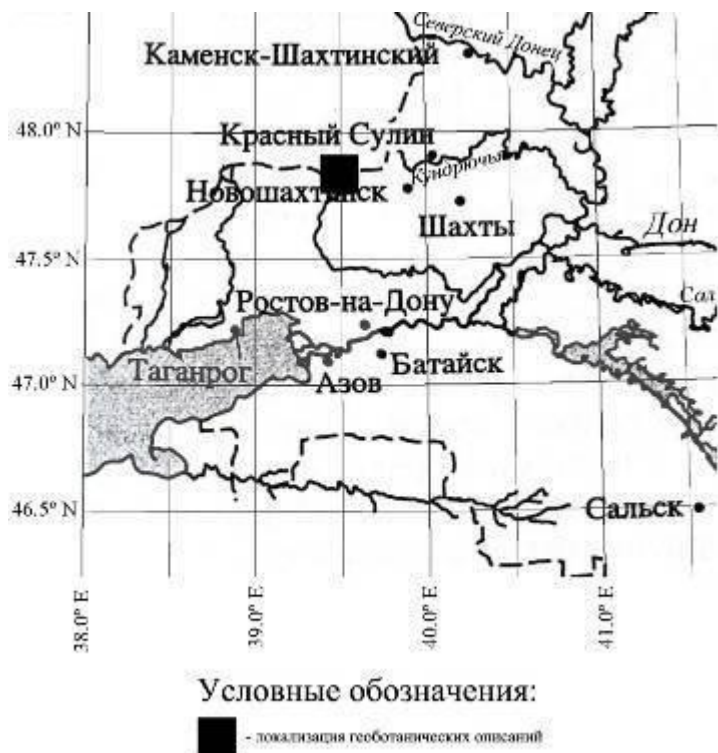 Северский Донец
Каменск-Шахтинский
48.0° N
Красный Сулин
Кундрючья
Новошахтинск
Шахты
Дон
47.5° N
Сал
Ростов-на-Дону
Таганрог
Батайск
47.0° N
Азов
46.5° N
Сальск
38.0° E
39.0° E
40.0° E
41.0° E
Условные обозначения:
- локализация геоботанических описаний